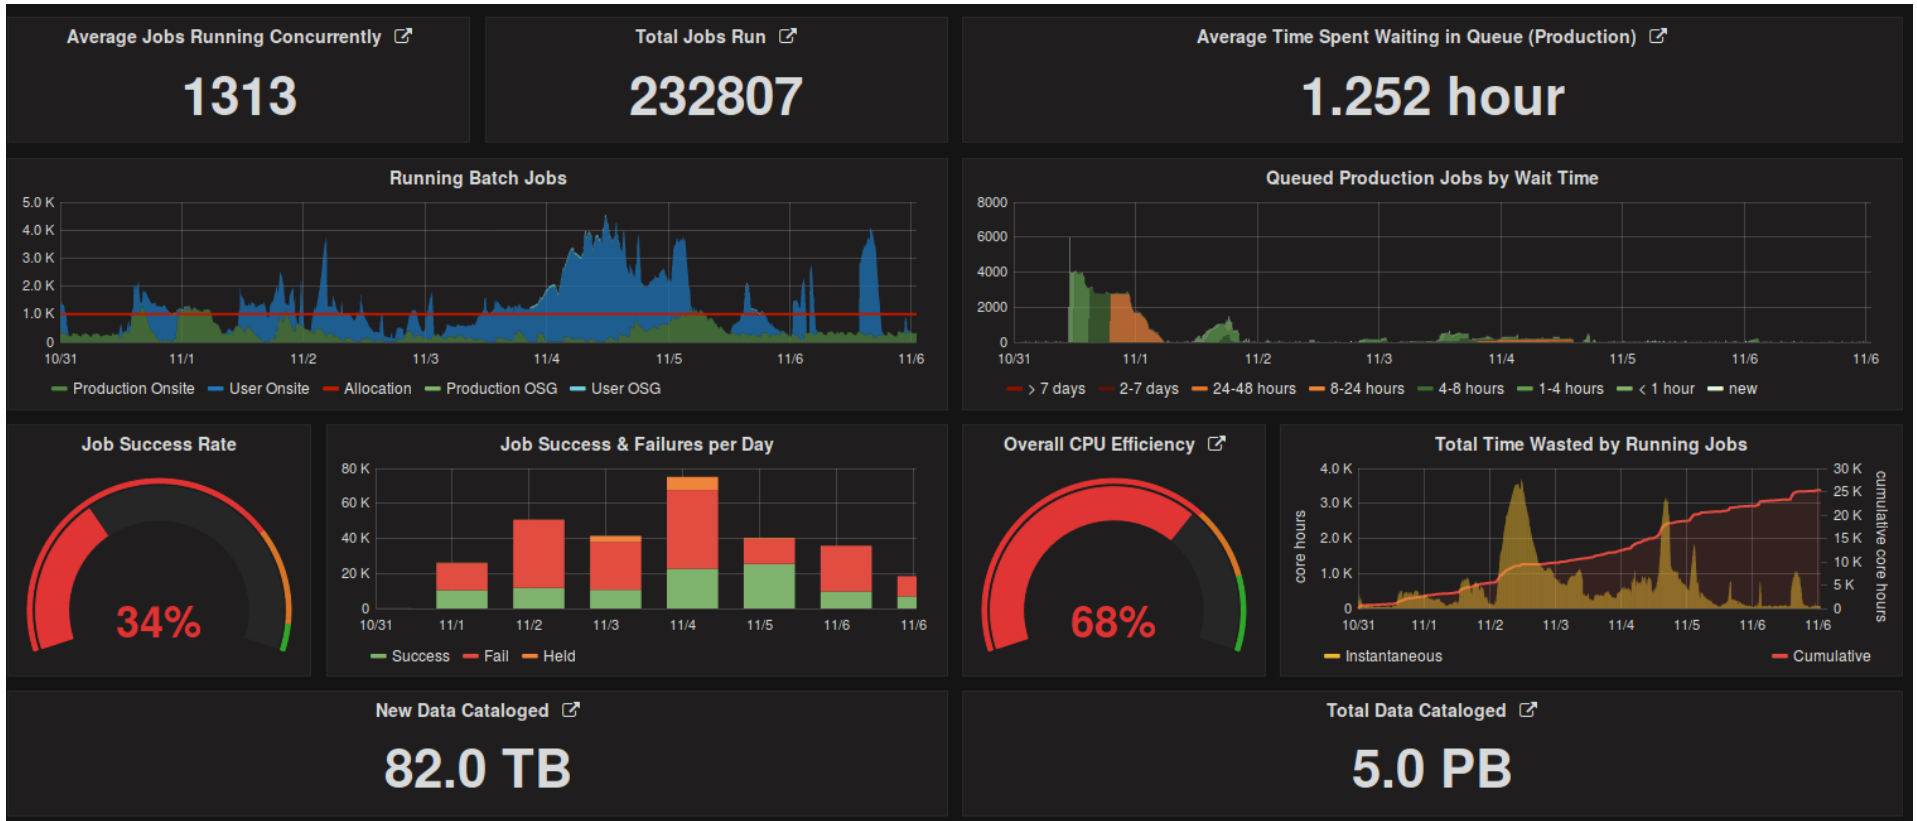 Average Jobs Running Concurrently
1313
Total Jobs Run
232807
Average Time Spent Waiting in Queue (Production)
1.252 hour
Running Batch Jobs
5.0 K
4.0 K
3.0 K
2.0 K
1.0 K
0
10/31 11/1 11/2 11/3 11/4 11/5 11/6 11/6
Production Onsite User Onsite Allocation Production OSG User OSG
Queued Production Jobs by Wait Time
8000
6000
4000
2000
0
10/31 11/1 11/2 11/3 11/4 11/5 11/6 11/6
> 7 days 2-7 days 24-48 hours 8-24 hours 4-8 hours 1-4 hours < 1 hour new
Job Success Rate
34%
Job Success & Failures per Day
80 K
60 K
40 K
20 K
0
10/31 11/1 11/2 11/3 11/4 11/5 11/6 11/6
Success Fail Held
Overall CPU Efficiency
68%
Total Time Wasted by Running Jobs
core hours
4.0 K
3.0 K
2.0 K
1.0 K
0
30 K
25 K
20 K
15 K
10 K
5 K
0
cumulative core hours
10/31 11/1 11/2 11/3 11/4 11/5 11/6 11/6
Instantaneous Cumulative
New Data Cataloged
82.0 TB
Total Data Cataloged
5.0 PB